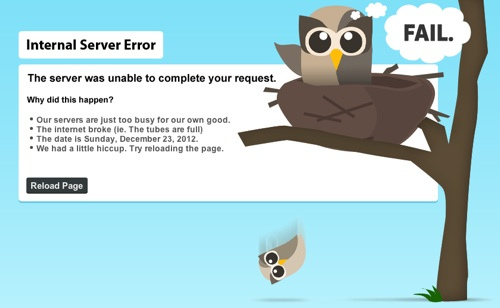 FAIL.
Internal Server Error
The server was unable to complete your request.
Why did this happen?
• Our servers are just too busy for our own good.
• The internet broke (ie. The tubes are full)
• The date is Sunday, December 23, 2012.
• We had a little hiccup. Try reloading the page.
Reload Page